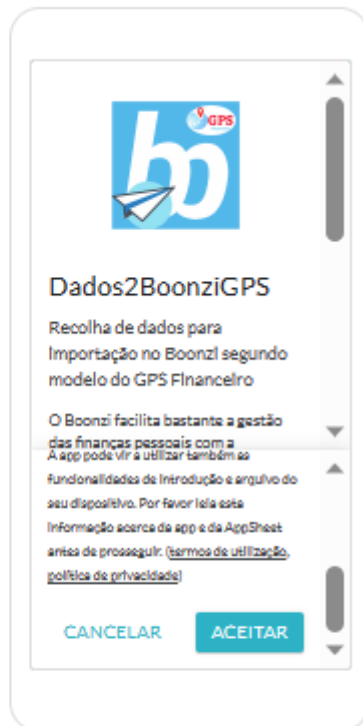 GPS
bo
Dados2BoonziGPS
Recolha de dados para
Importação no Boonzi segundo
modelo do GPS Financeiro
O Boonzi facilita bastante a gestão
das finanças pessoais com a
A app pode vir a utilizar também as
funcionalidades de introdução e arquivo do
seu dispositivo. Por favor leia esta
informação acerca da app e da AppSheet
antes de prosseguir. (termos de utilização,
política de privacidade)
CANCELAR ACEITAR